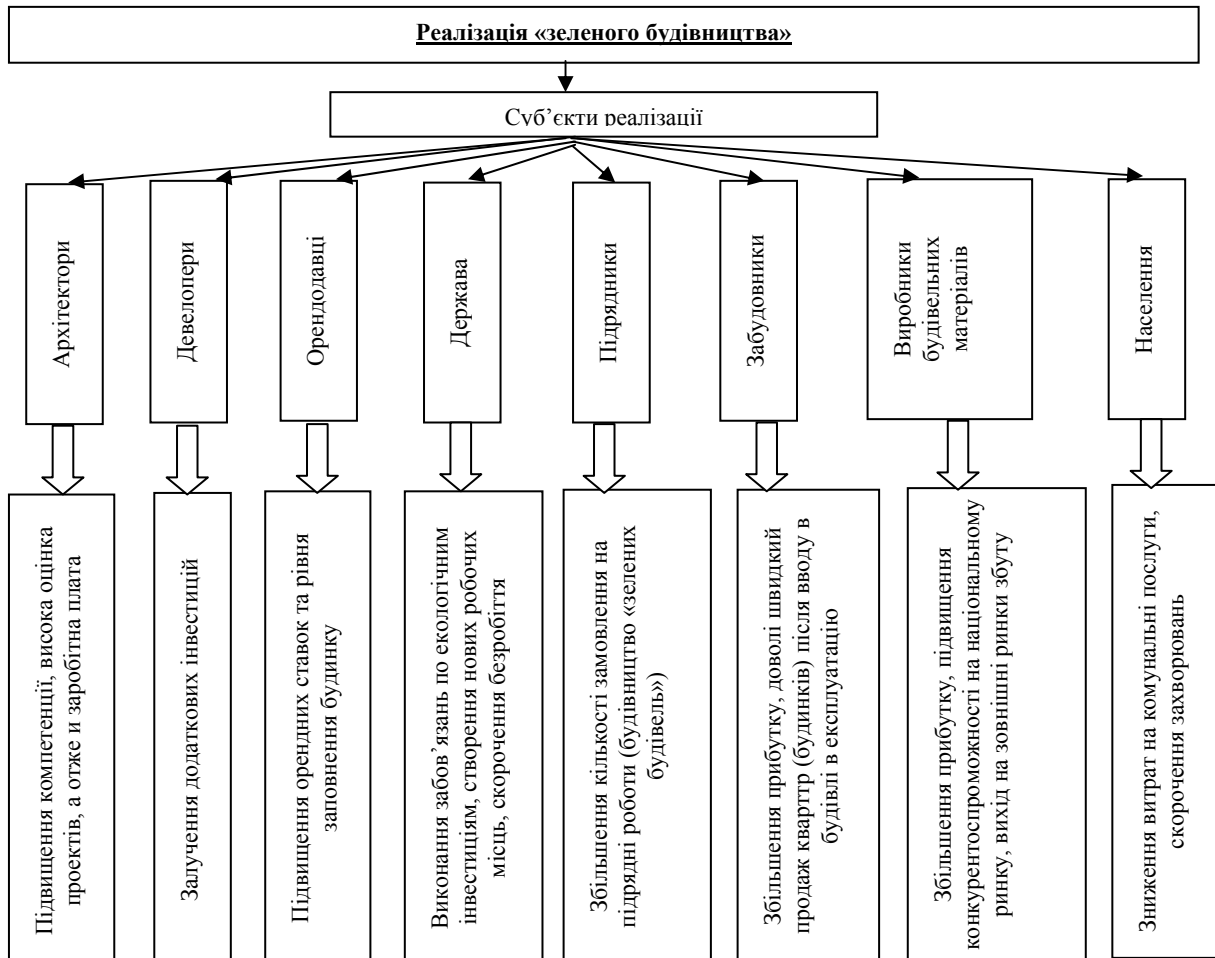 Реалізація «зеленого будівництва»
Суб’єкти реалізації
Архітектори
Девелопери
Орендодавці
Держава
Підрядники
Забудовники
Виробники
будівельних
матеріалів
Населення
Підвищення компетенції, висока оцінка
проектів, а отже и заробітна плата
Залучення додаткових інвестицій
Підвищення орендних ставок та рівня
заповнення будинку
Виконання забов’язань по екологічним
інвестиціям, створення нових робочих
місць, скорочення безробіття
Збільшення кількості замовлення на
підрядні роботи (будівництво «зелених
будівель»)
Збільшення прибутку, доволі швидкий
продаж кварттр (будинків) після вводу в
будівлі в експлуатацію
Збільшення прибутку, підвищення
конкурентоспроможності на національному
ринку, вихід на зовнішні ринки збуту
Зниження витрат на комунальні послуги,
скорочення захворювань